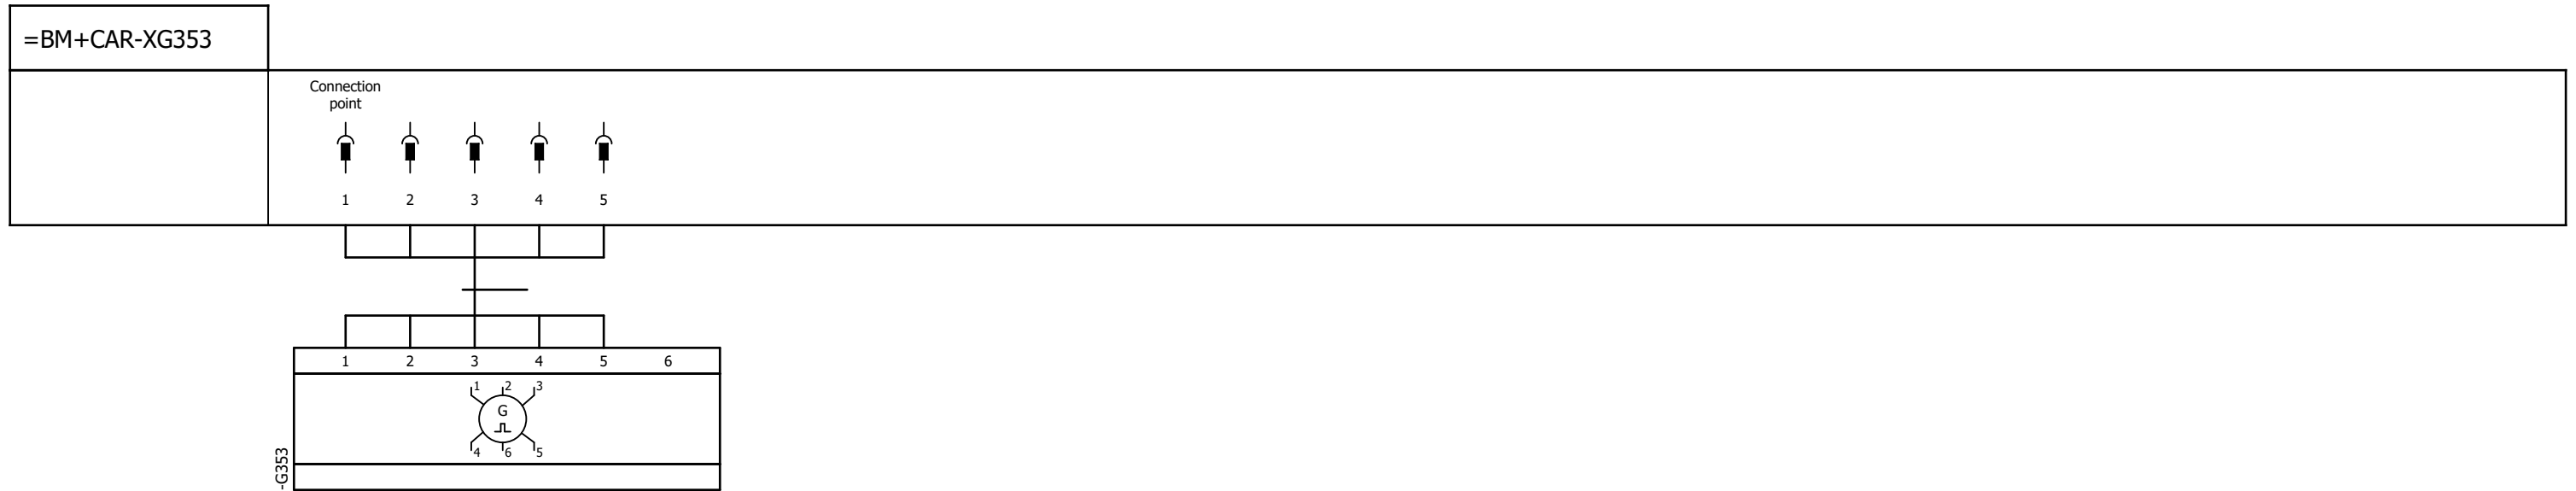 =BM+CAR-XG353
Connection
point
1 2 3 4 5
1 2 3 4 5 6
1 2 3
G
4 6 5
-G353